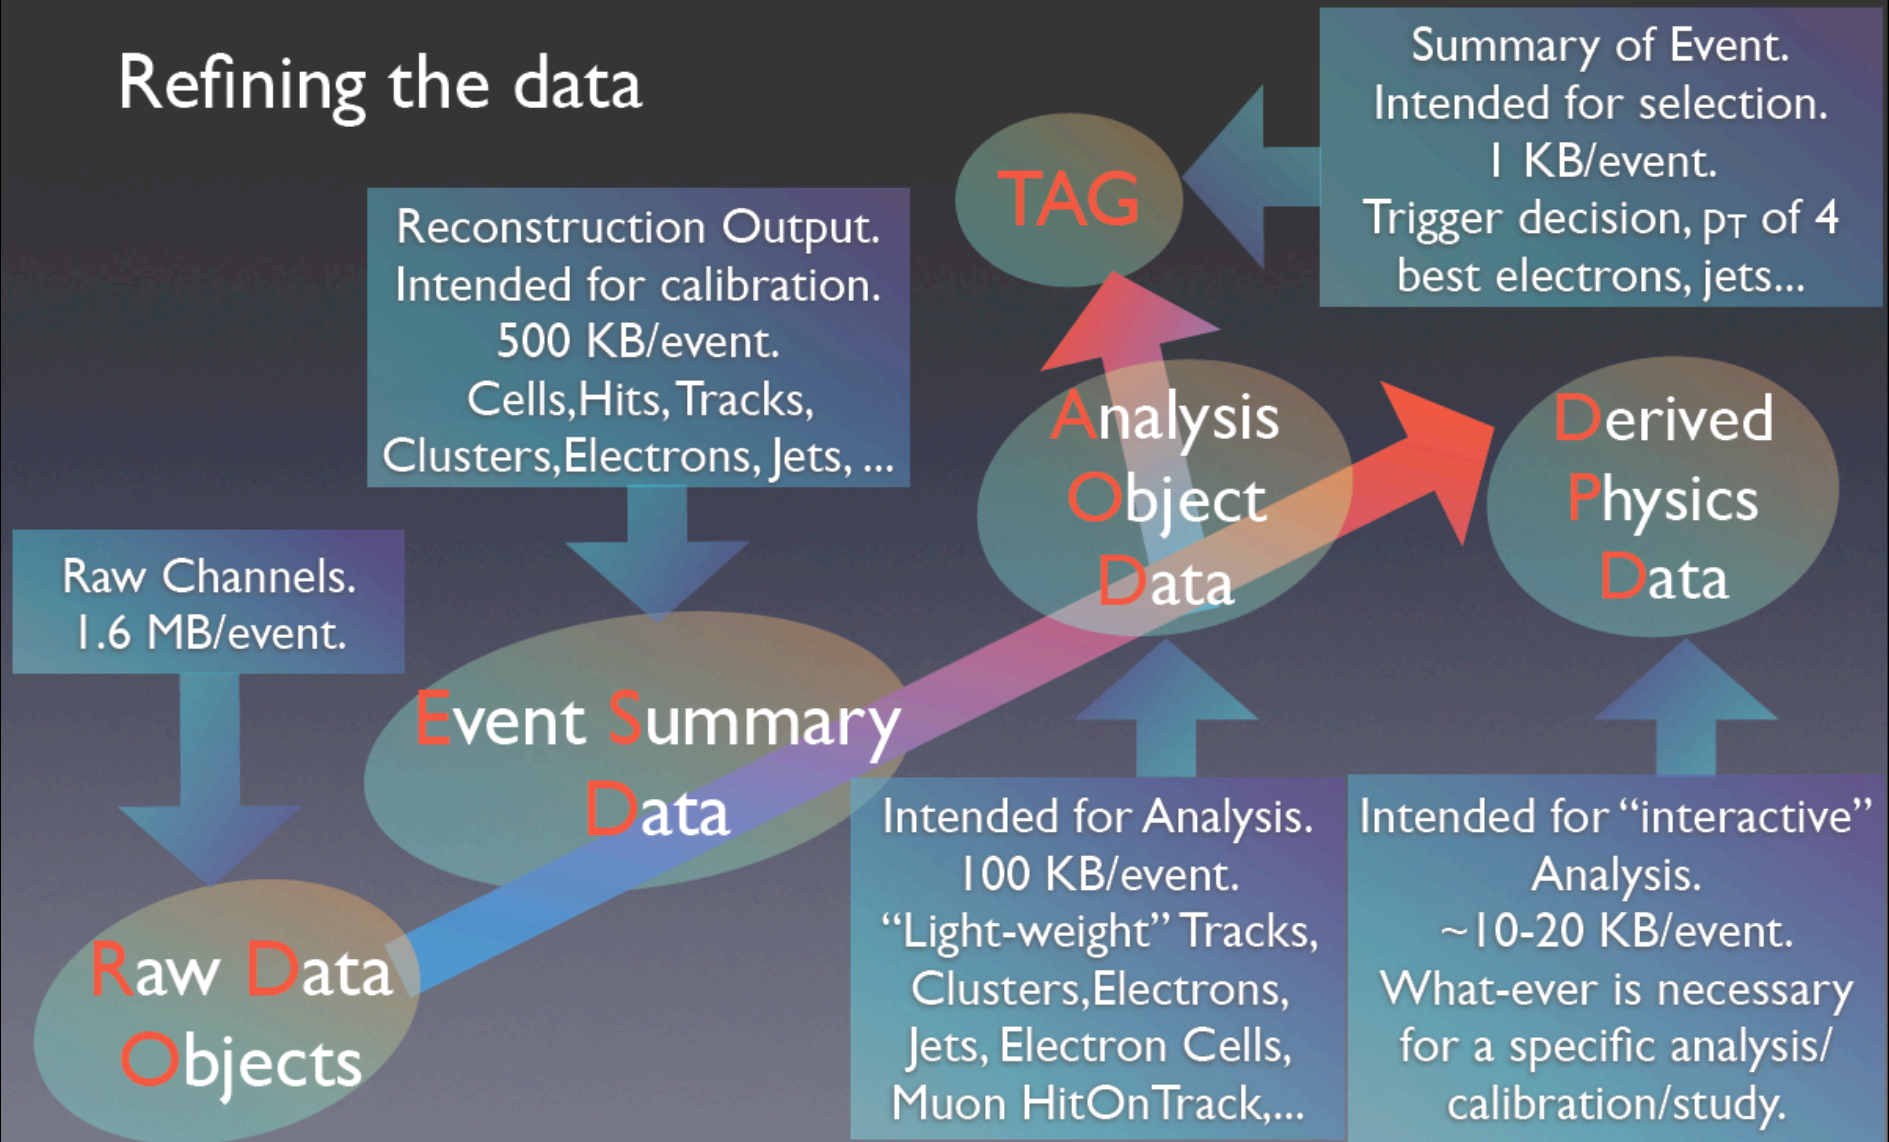 Refining the data
Summary of Event.
Intended for selection.
1 KB/event.
Trigger decision, pT of 4
best electrons, jets...
TAG
Reconstruction Output.
Intended for calibration.
500 KB/event.
Cells,Hits, Tracks,
Clusters,Electrons, Jets, ...
Analysis
Object
Data
Derived
Physics
Data
Raw Channels.
1.6 MB/event.
Event Summary
Data
Raw Data
Objects
Intended for Analysis.
100 KB/event.
“Light-weight” Tracks,
Clusters,Electrons,
Jets, Electron Cells,
Muon HitOnTrack,...
Intended for “interactive”
Analysis.
~10-20 KB/event.
What-ever is necessary
for a specific analysis/
calibration/study.